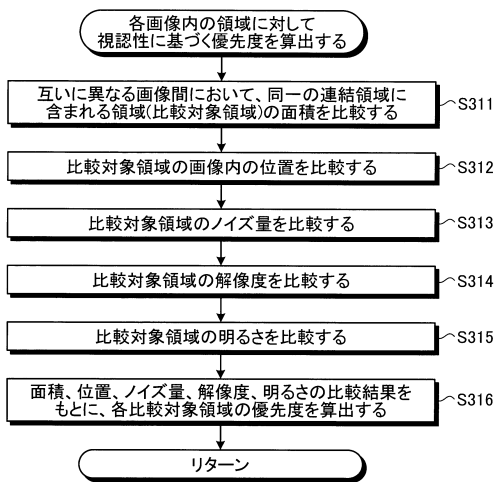 各画像内の領域に対して
視認性に基づく優先度を算出する
互いに異なる画像間において、同一の連結領域に
含まれる領域(比較対象領域)の面積を比較する
S311
比較対象領域の画像内の位置を比較する
S312
比較対象領域のノイズ量を比較する
S313
比較対象領域の解像度を比較する
S314
比較対象領域の明るさを比較する
S315
面積、位置、ノイズ量、解像度、明るさの比較結果を
もとに、各比較対象領域の優先度を算出する
S316
リターン